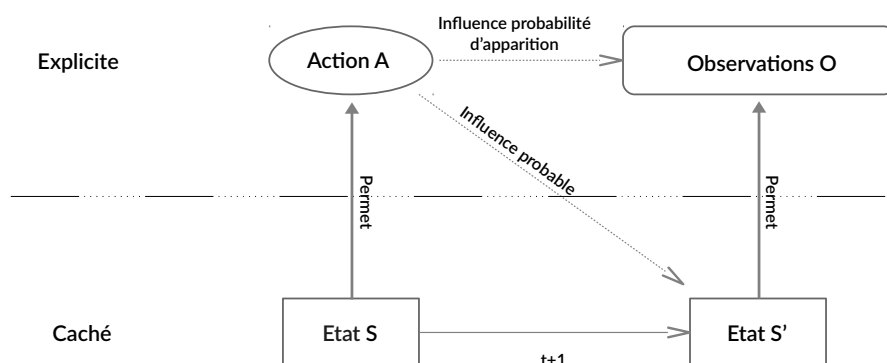 Influence probabilité
d'apparition
Explicite
Action A
Observations O
Influence probable
Permet
Permet
Caché
Etat S
Etat S'
t+1